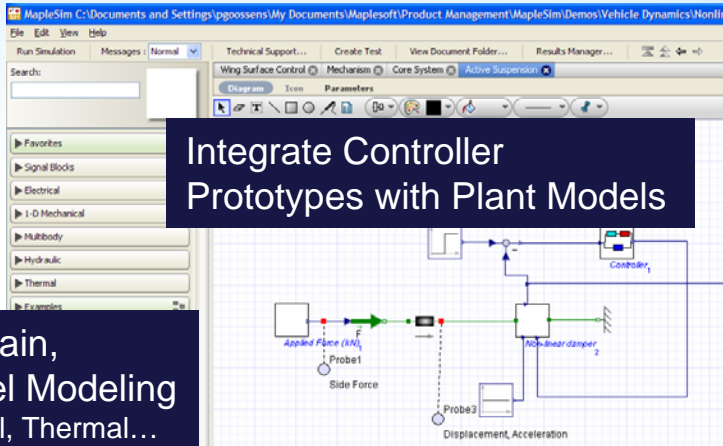 MapleSim C:\Documents and Settings\pgoossens\My Documents\Maplesoft\Product Management\MapleSim\Demos\Vehicle Dynamics\Nonlin
File Edit View Help
Run Simulation Messages: Normal Technical Support... Create Test View Document Folder... Results Manager...
Search:
Wing Surface Control Mechanism Core System Active Suspension
Diagram Icon Parameters
Favorites
Signal Blocks
Electrical
1-D Mechanical
Multibody
Hydraulic
Thermal
Examples
Integrate Controller
Prototypes with Plant Models
Controller1
Applied Force (kN)1
F
Non-linear damper
2
Probe1
Side Force
Probe3
Displacement, Acceleration
ain,
el Modeling
l, Thermal...